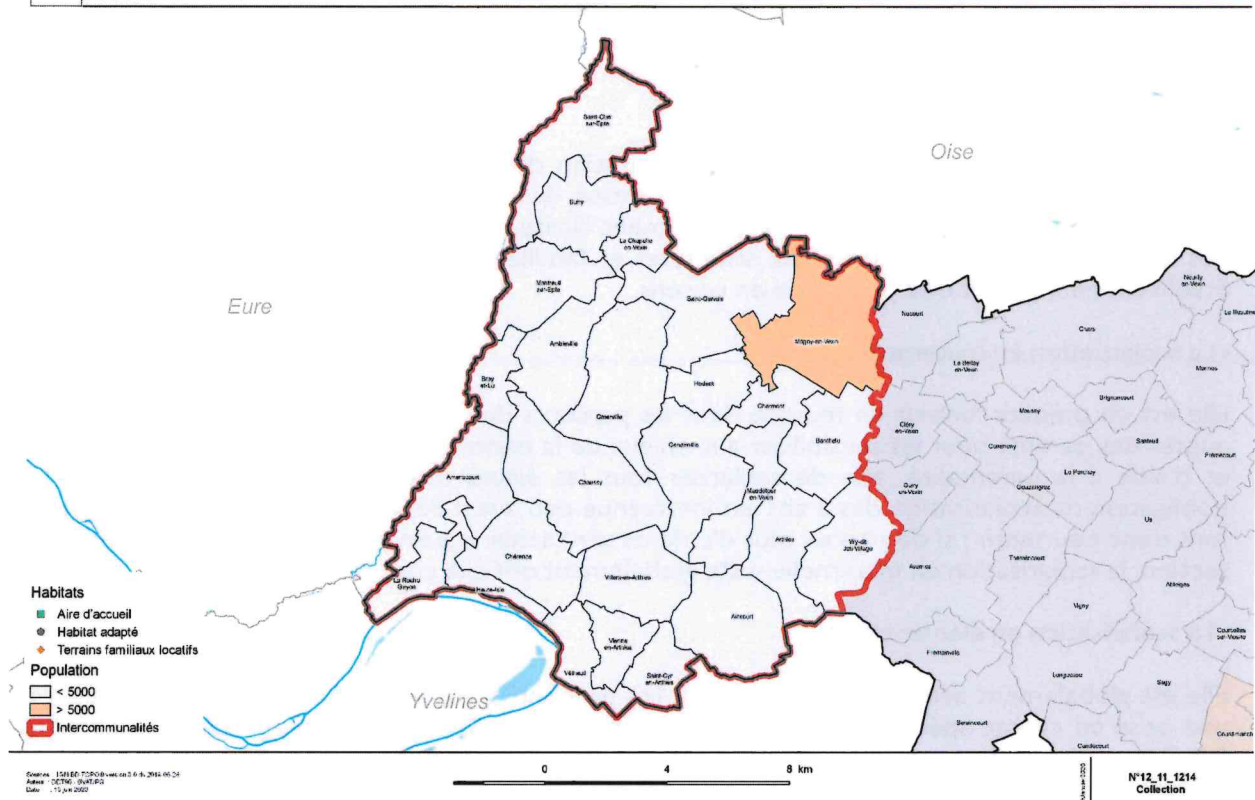 Saint-Clair
sur-Epte
Oise
Buhy
La Chapelle
en-Vexin
Montreuil
sur-Epte
Saint-Gervais
Eure
Magny-en-Vexin
Ambleville
Bray
et-Lû
Hodent
Omerville
Charmont
Genainville
Banthelu
Amenucourt
Chaussy
Maudétour
en-Vexin
Arthies
Wy-dit
Joli-Village
Chérence
La Roche
Guyon
Haute-Isle
Villers-en-Arthies
Aincourt
Vienne
en-Arthies
Vétheuil
Saint-Cyr
en-Arthies
Yvelines
Nucourt
Le Bellay
en-Vexin
Chars
Neuilly
en-Vexin
Marines
Cléry
en-Vexin
Moussy
Brignancourt
Commeny
Santeuil
Guiry
en-Vexin
Gouzangrez
Le Perchay
Frémécourt
Us
Avernes
Théméricourt
Vigny
Ableiges
Courcelles
sur-Viosne
Frémainville
Longuesse
Sagy
Seraincourt
Condécourt
Courdimanche
Habitats
Aire d'accueil
Habitat adapté
Terrains familiaux locatifs
Population
< 5000
> 5000
Intercommunalités
0 4 8 km
N°12_11_1214
Collection